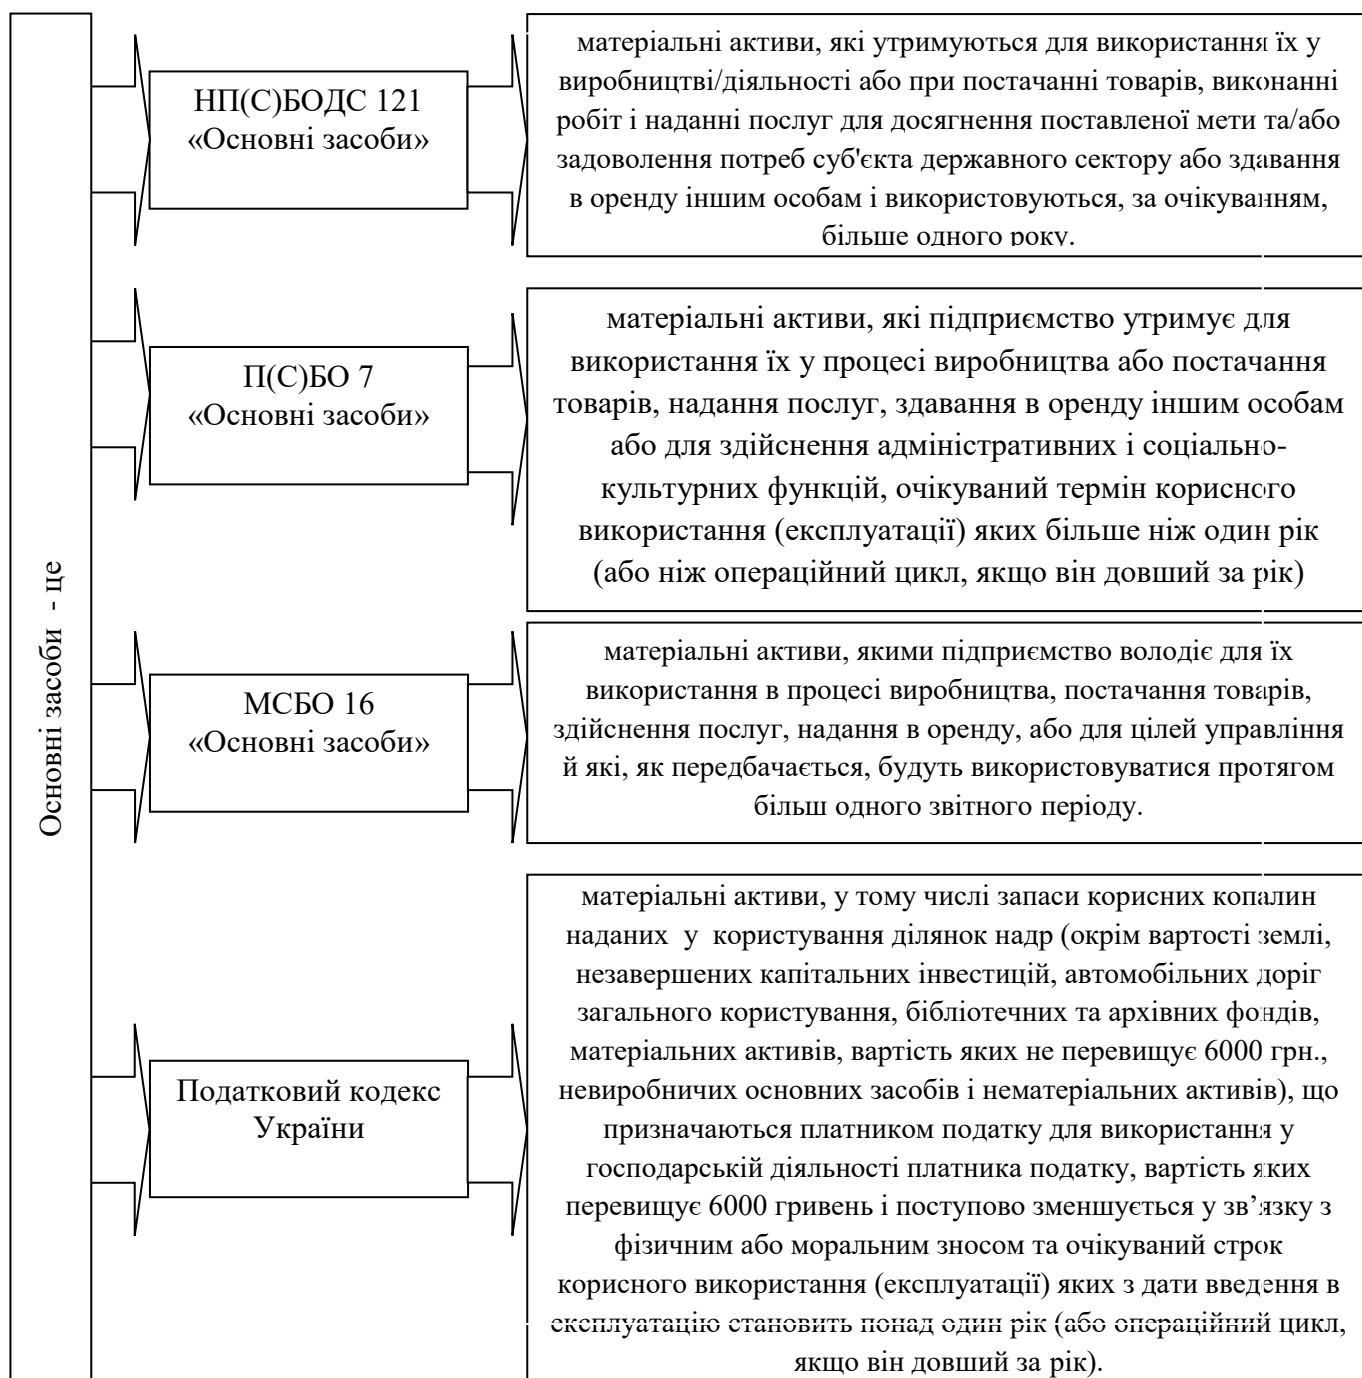 Основні засоби - це
НП(С)БОДС 121
«Основні засоби»
матеріальні активи, які утримуються для використання їх у
виробництві/діяльності або при постачанні товарів, виконанні
робіт і наданні послуг для досягнення поставленої мети та/або
задоволення потреб суб'єкта державного сектору або здавання
в оренду іншим особам і використовуються, за очікуванням,
більше одного року.
П(С)БО 7
«Основні засоби»
матеріальні активи, які підприємство утримує для
використання їх у процесі виробництва або постачання
товарів, надання послуг, здавання в оренду іншим особам
або для здійснення адміністративних і соціально-
культурних функцій, очікуваний термін корисного
використання (експлуатації) яких більше ніж один рік
(або ніж операційний цикл, якщо він довший за рік)
МСБО 16
«Основні засоби»
матеріальні активи, якими підприємство володіє для їх
використання в процесі виробництва, постачання товарів,
здійснення послуг, надання в оренду, або для цілей управління
й які, як передбачається, будуть використовуватися протягом
більш одного звітного періоду.
Податковий кодекс
України
матеріальні активи, у тому числі запаси корисних копалин
наданих у користування ділянок надр (окрім вартості землі,
незавершених капітальних інвестицій, автомобільних доріг
загального користування, бібліотечних та архівних фондів,
матеріальних активів, вартість яких не перевищує 6000 грн.,
невиробничих основних засобів і нематеріальних активів), що
призначаються платником податку для використання у
господарській діяльності платника податку, вартість яких
перевищує 6000 гривень і поступово зменшується у зв’язку з
фізичним або моральним зносом та очікуваний строк
корисного використання (експлуатації) яких з дати введення в
експлуатацію становить понад один рік (або операційний цикл,
якщо він довший за рік).